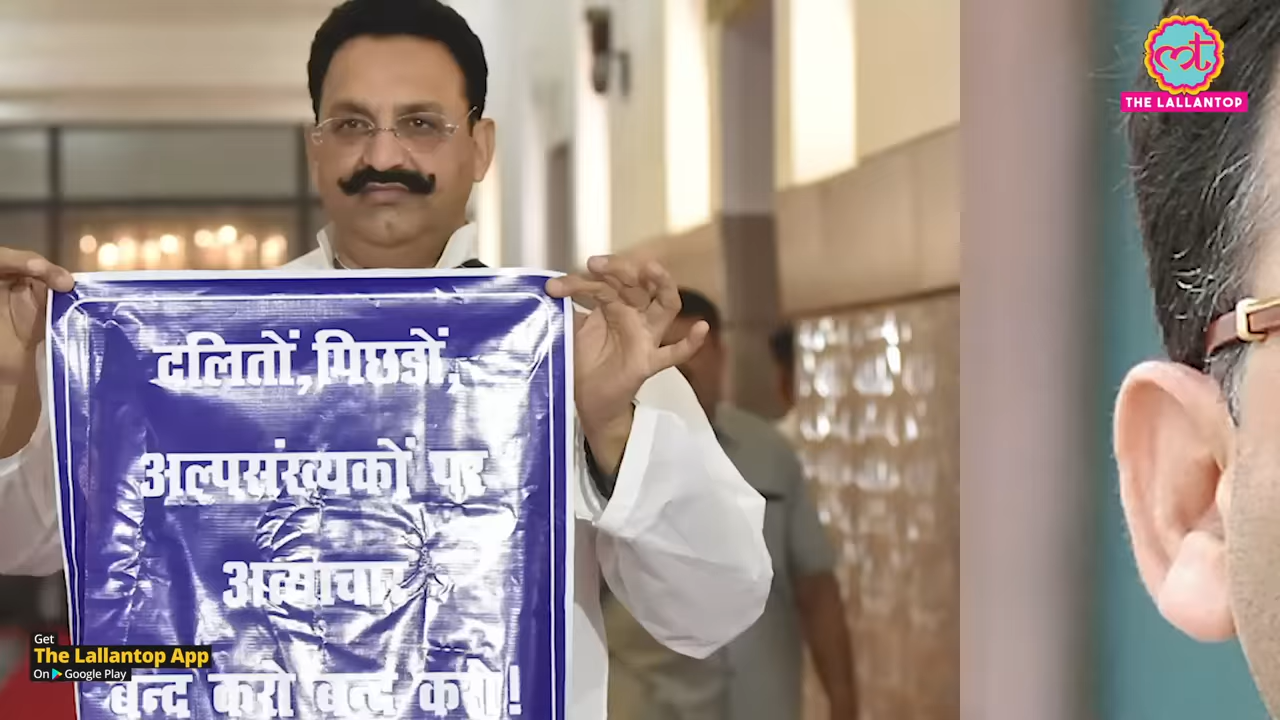 दलितों, पिछडों,
अल्पसंख्यकों पर
अत्याचार
बन्द करो बन्द करो!
THE LALLANTOP
Get
The Lallantop App
On Google Play